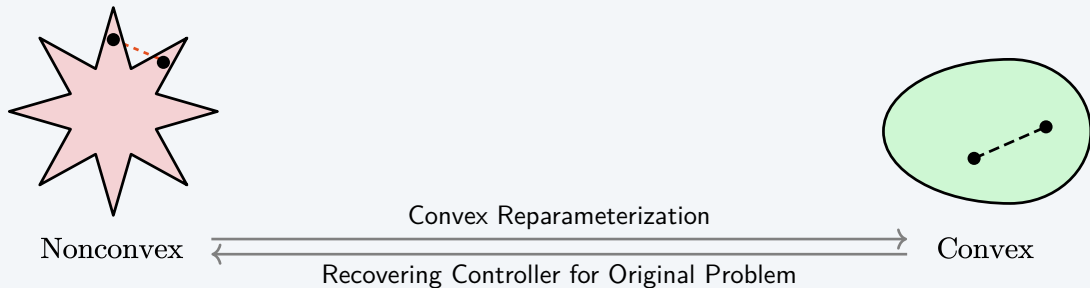 Convex Reparameterization
Nonconvex
Convex
Recovering Controller for Original Problem